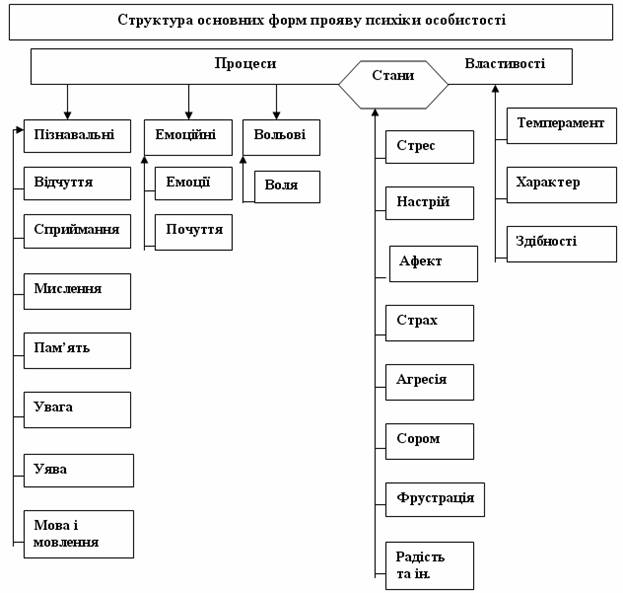 Структура основних форм прояву психіки особистості
Процеси
Стани
Властивості
Пізнавальні
Відчуття
Сприймання
Мислення
Пам’ять
Увага
Уява
Мова і
мовлення
Емоційні
Емоції
Почуття
Вольові
Воля
Стрес
Настрій
Афект
Страх
Агресія
Сором
Фрустрація
Радість
та ін.
Темперамент
Характер
Здібності